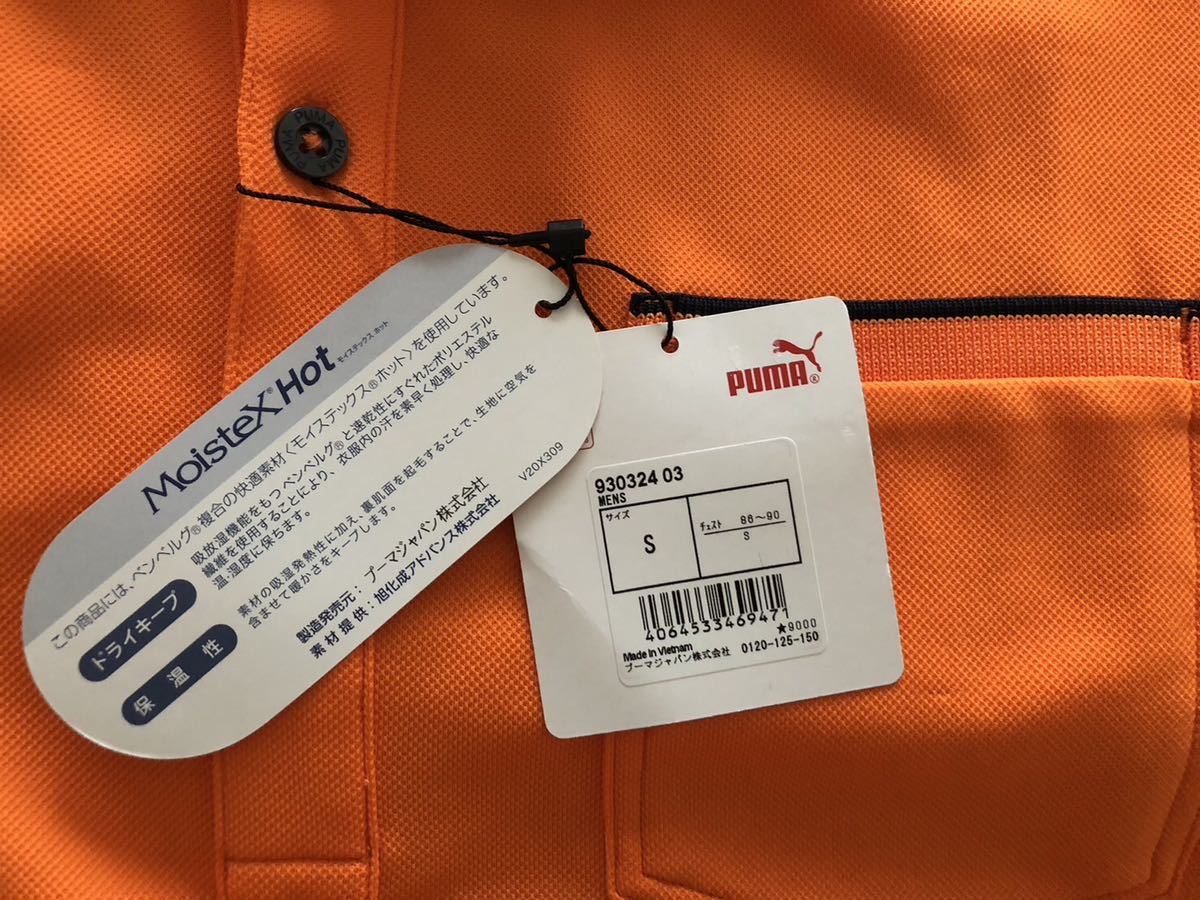 PUMA PUMA PUMA
MoisteX® Hot モイステックス ホット
この商品には、ベンベルグ®複合の快適素材〈モイステックス®ホット〉を使用しています。
ドライキープ
吸放湿機能をもつベンベルグ®と速乾性にすぐれたポリエステル
繊維を使用することにより、衣服内の汗を素早く処理し、快適な
温・湿度に保ちます。
保温性
素材の吸湿発熱性に加え、裏肌面を起毛することで、生地に空気を
含ませて暖かさをキープします。
製造発売元：プーマジャパン株式会社
素材提供：旭化成アドバンス株式会社
V20X309
PUMA®
930324 03
MENS
サイズ
S
チェスト 86～90
S
4064533469471
★9000
Made in Vietnam
プーマジャパン株式会社 0120-125-150